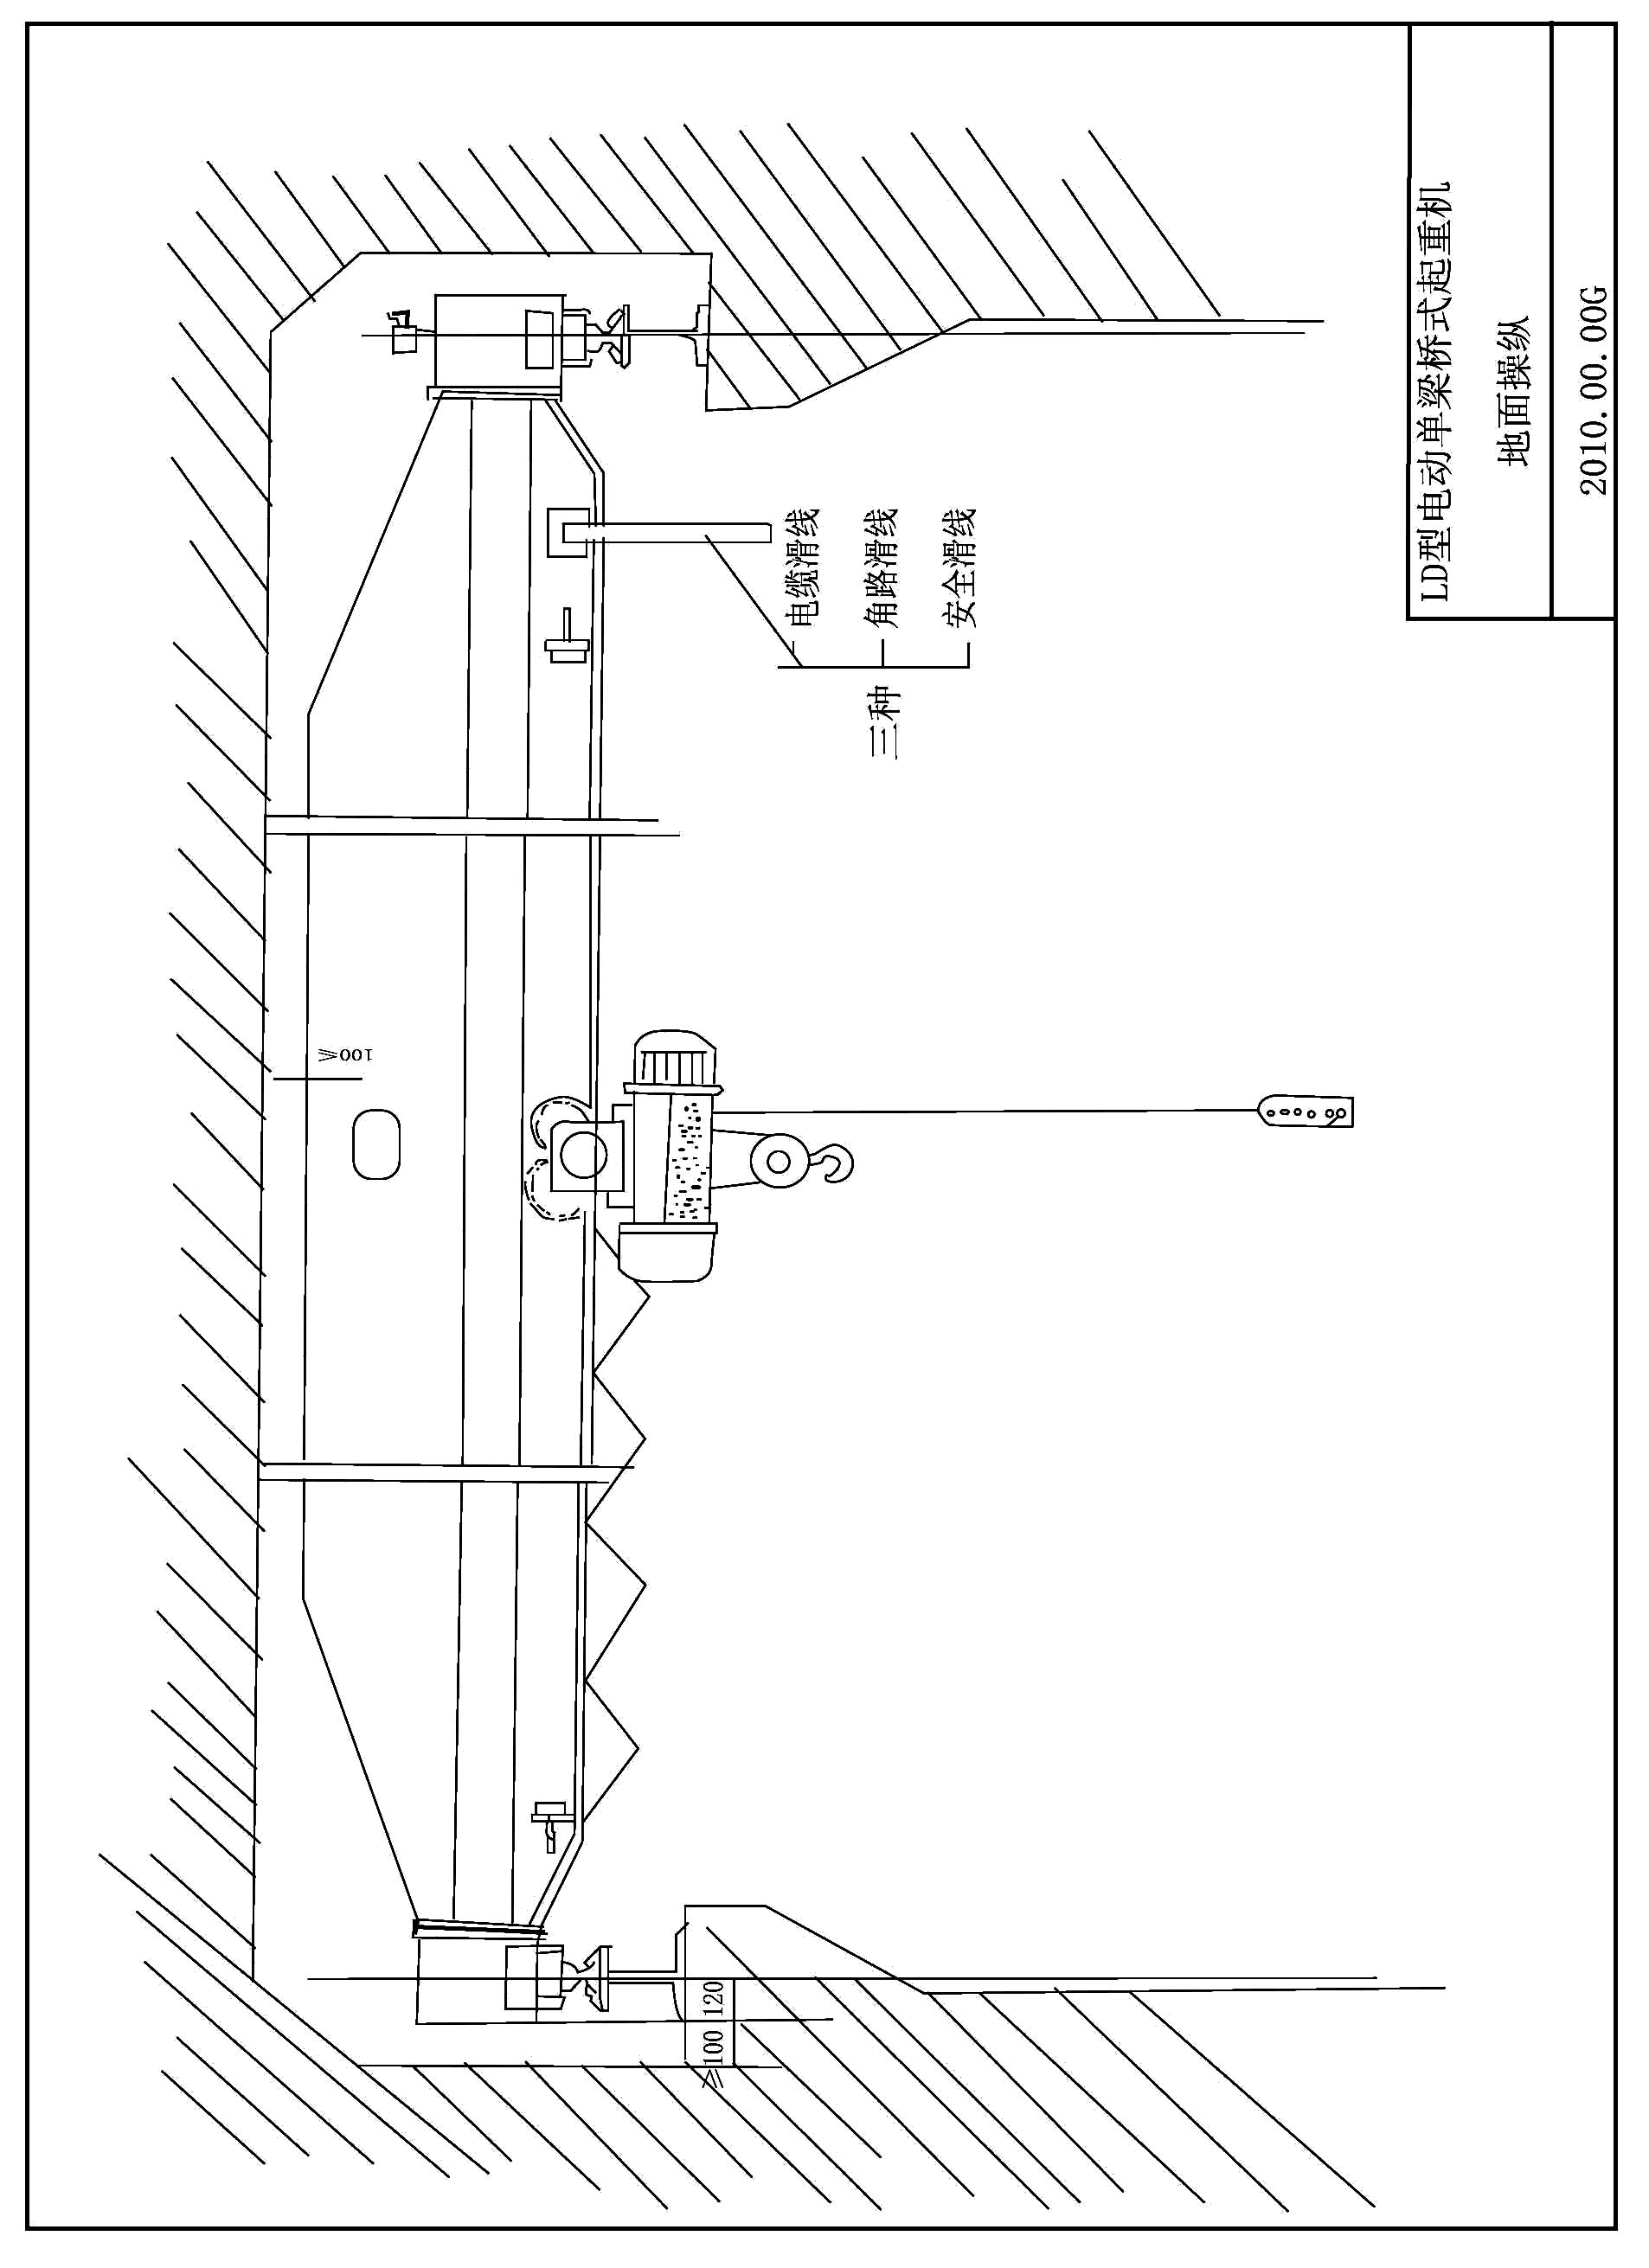 100≤
≥100 120
电缆滑线
三种
角路滑线
安全滑线
LD型电动单梁桥式起重机
地面操纵
2010.00.00G